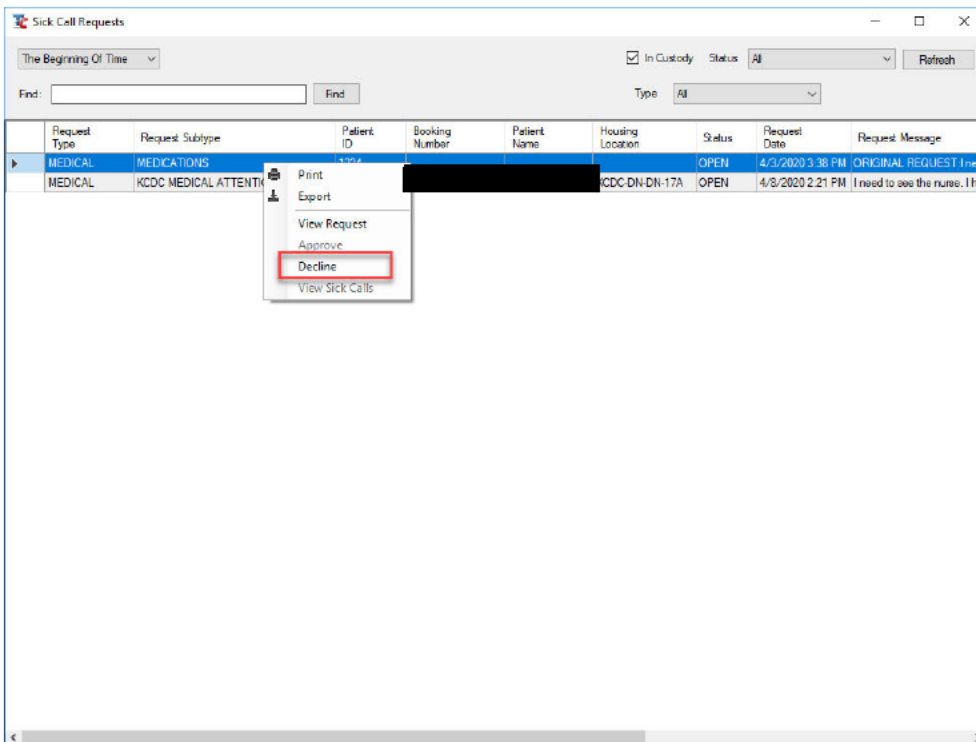 Sick Call Requests
The Beginning Of Time In Custody Status All Refresh
Find: Find Type All
Request Type Request Subtype Patient ID Booking Number Patient Name Housing Location Status Request Date Request Message
MEDICAL MEDICATIONS 1234 OPEN 4/3/2020 3:38 PM ORIGINAL REQUEST I ne
MEDICAL KCDC MEDICAL ATTENTI KCDC-DN-DN-17A OPEN 4/8/2020 2:21 PM I need to see the nurse. I h
Print
Export
View Request
Approve
Decline
View Sick Calls